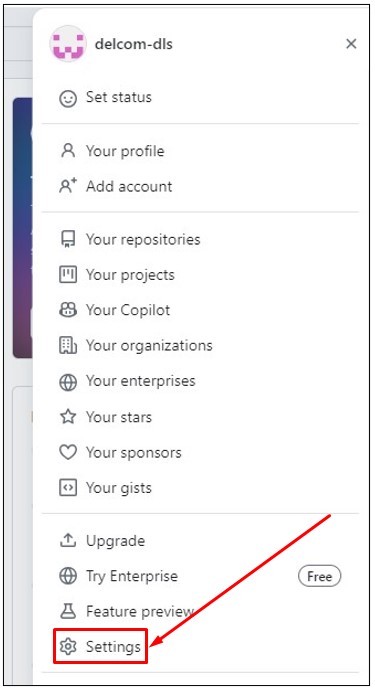 delcom-dls
Set status
Your profile
Add account
Your repositories
Your projects
Your Copilot
Your organizations
Your enterprises
Your stars
Your sponsors
Your gists
Upgrade
Try Enterprise Free
Feature preview
Settings